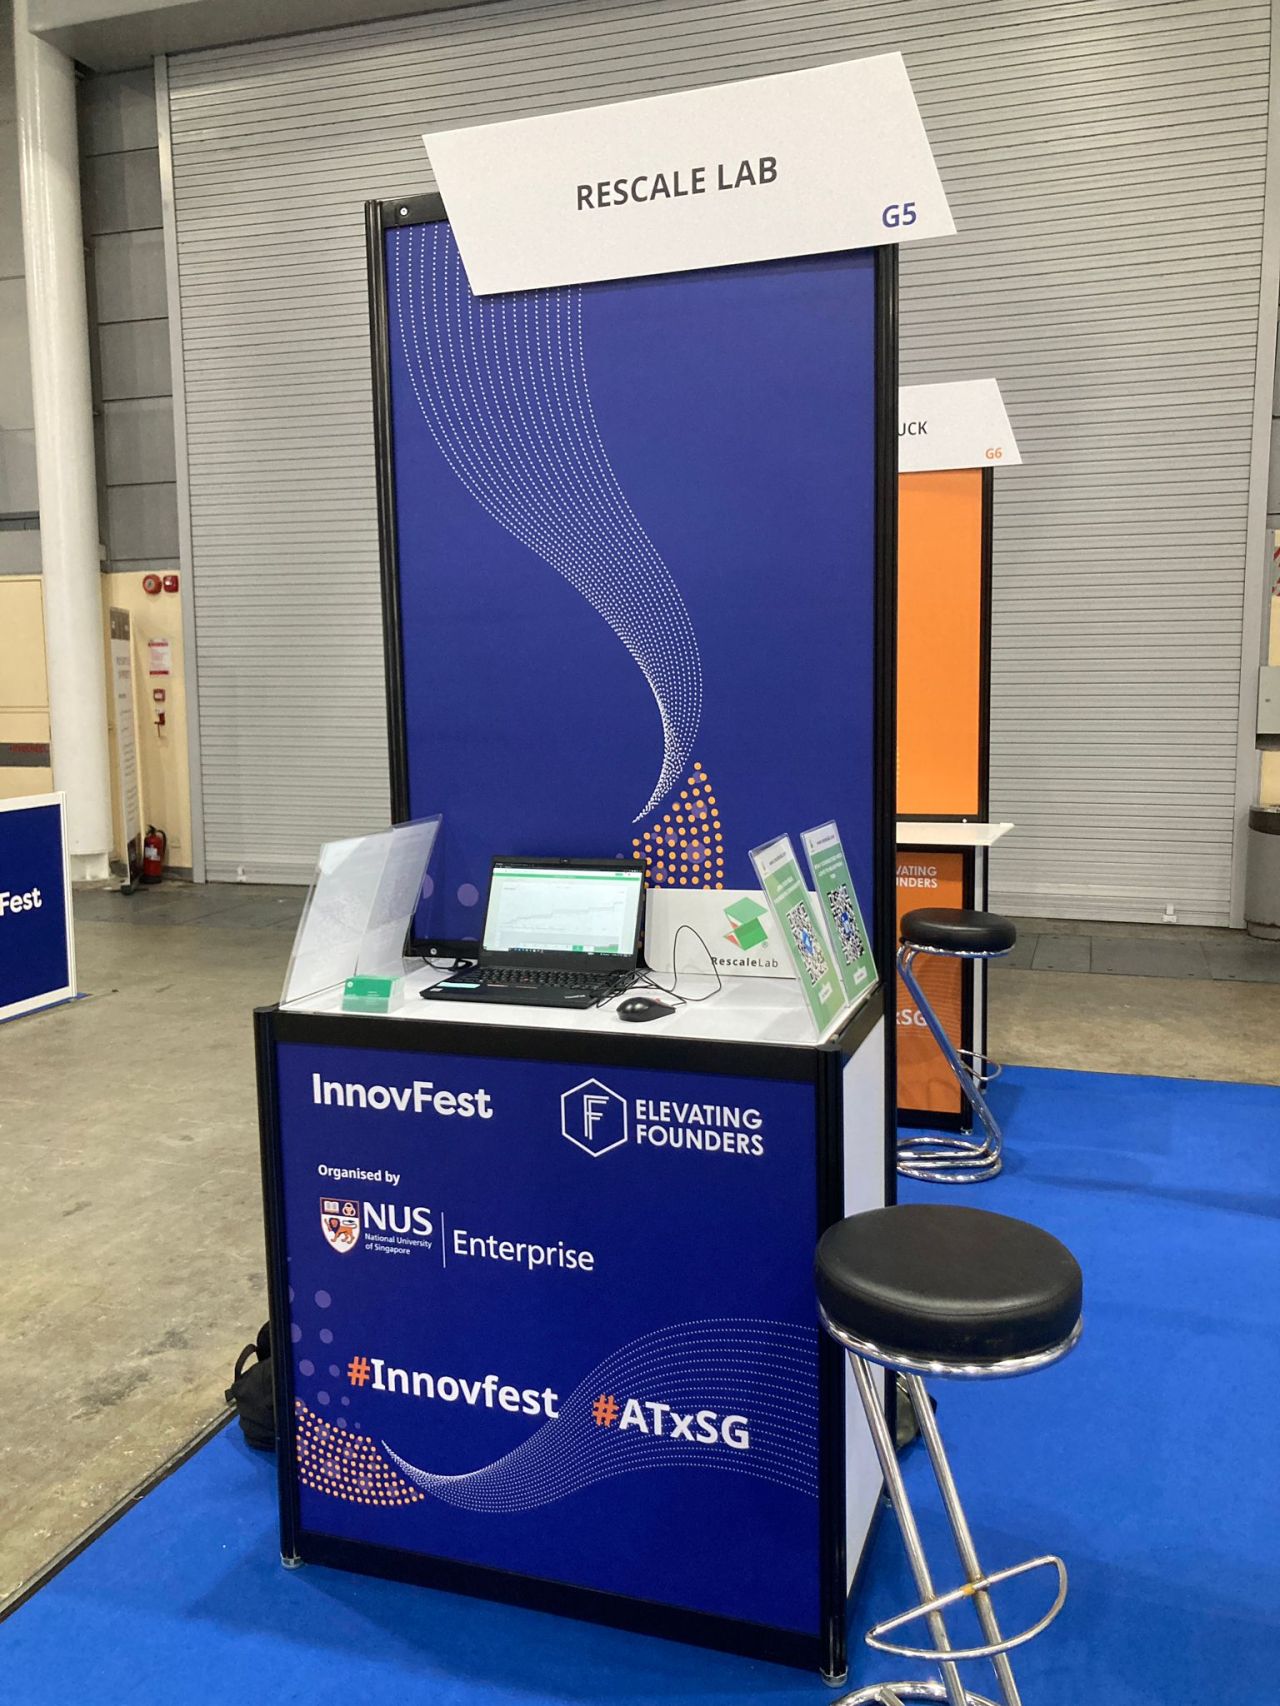 RESCALE LAB
G5
UCK
G6
Fest
RescaleLab
VATING
UNDERS
xSG
InnovFest
ELEVATING
FOUNDERS
Organised by
NUS
National University
of Singapore
Enterprise
#Innovfest
#ATxSG